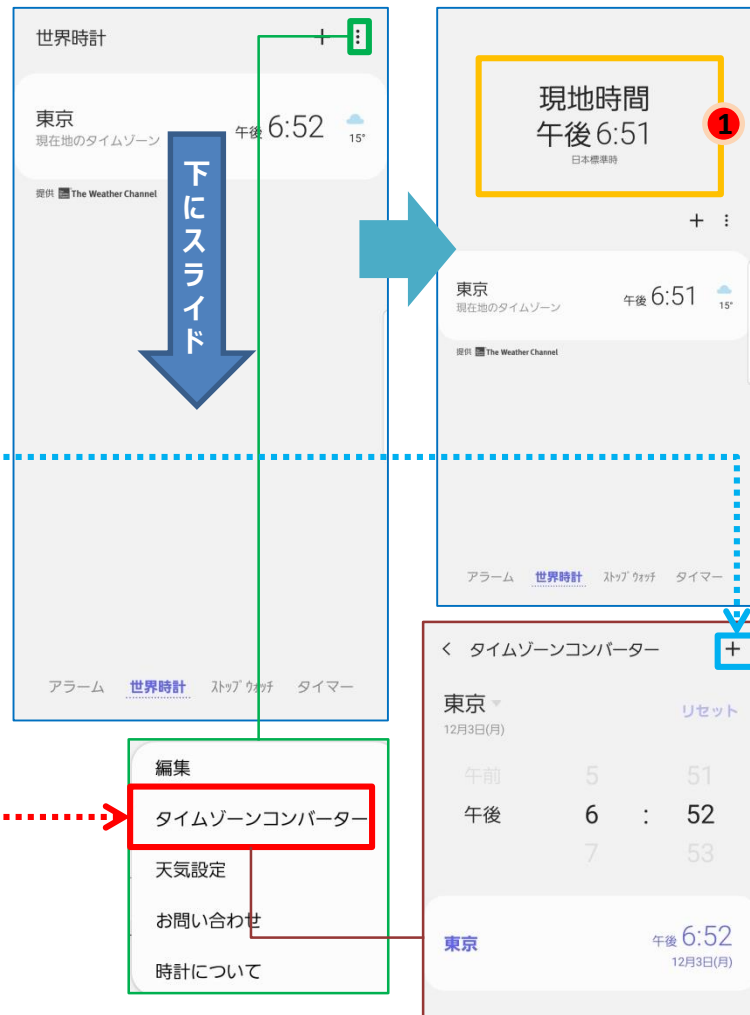 世界時計
+
東京
現在地のタイムゾーン
午後 6:52
15°
提供 The Weather Channel
下にスライド
アラーム 世界時計 ｽﾄｯﾌﾟｳｫｯﾁ タイマー
現地時間
午後 6:51
日本標準時
1
+
東京
現在地のタイムゾーン
午後 6:51
15°
提供 The Weather Channel
アラーム 世界時計 ｽﾄｯﾌﾟｳｫｯﾁ タイマー
編集
タイムゾーンコンバーター
天気設定
お問い合わせ
時計について
< タイムゾーンコンバーター +
東京
リセット
12月3日(月)
午前 5 51
午後 6 : 52
7 53
東京
午後 6:52
12月3日(月)